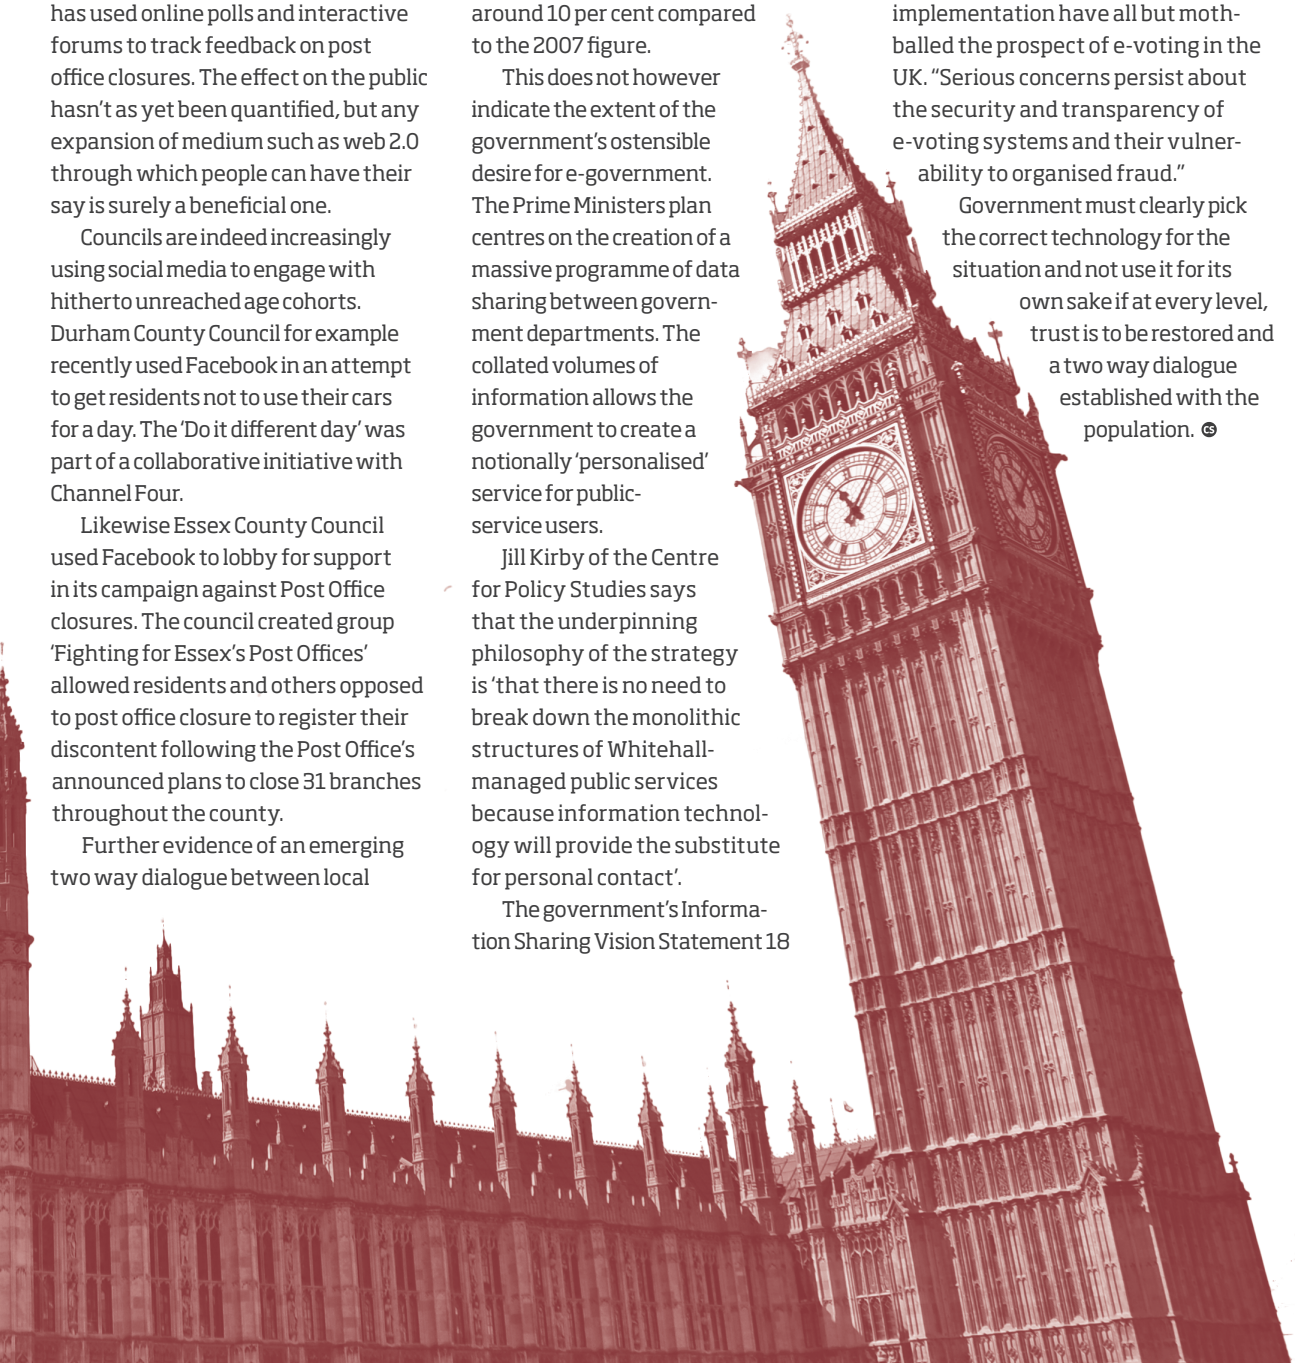 has used online polls and interactive
forums to track feedback on post
office closures. The effect on the public
hasn't as yet been quantified, but any
expansion of medium such as web 2.0
through which people can have their
say is surely a beneficial one.
Councils are indeed increasingly
using social media to engage with
hitherto unreached age cohorts.
Durham County Council for example
recently used Facebook in an attempt
to get residents not to use their cars
for a day. The ‘Do it different day’ was
part of a collaborative initiative with
Channel Four.
Likewise Essex County Council
used Facebook to lobby for support
in its campaign against Post Office
closures. The council created group
‘Fighting for Essex’s Post Offices’
allowed residents and others opposed
to post office closure to register their
discontent following the Post Office’s
announced plans to close 31 branches
throughout the county.
Further evidence of an emerging
two way dialogue between local
around 10 per cent compared
to the 2007 figure.
This does not however
indicate the extent of the
government’s ostensible
desire for e-government.
The Prime Ministers plan
centres on the creation of a
massive programme of data
sharing between govern-
ment departments. The
collated volumes of
information allows the
government to create a
notionally ‘personalised’
service for public-
service users.
Jill Kirby of the Centre
for Policy Studies says
that the underpinning
philosophy of the strategy
is ‘that there is no need to
break down the monolithic
structures of Whitehall-
managed public services
because information technol-
ogy will provide the substitute
for personal contact’.
The government’s Informa-
tion Sharing Vision Statement 18
implementation have all but moth-
balled the prospect of e-voting in the
UK. “Serious concerns persist about
the security and transparency of
e-voting systems and their vulner-
ability to organised fraud.”
Government must clearly pick
the correct technology for the
situation and not use it for its
own sake if at every level,
trust is to be restored and
a two way dialogue
established with the
population. GS